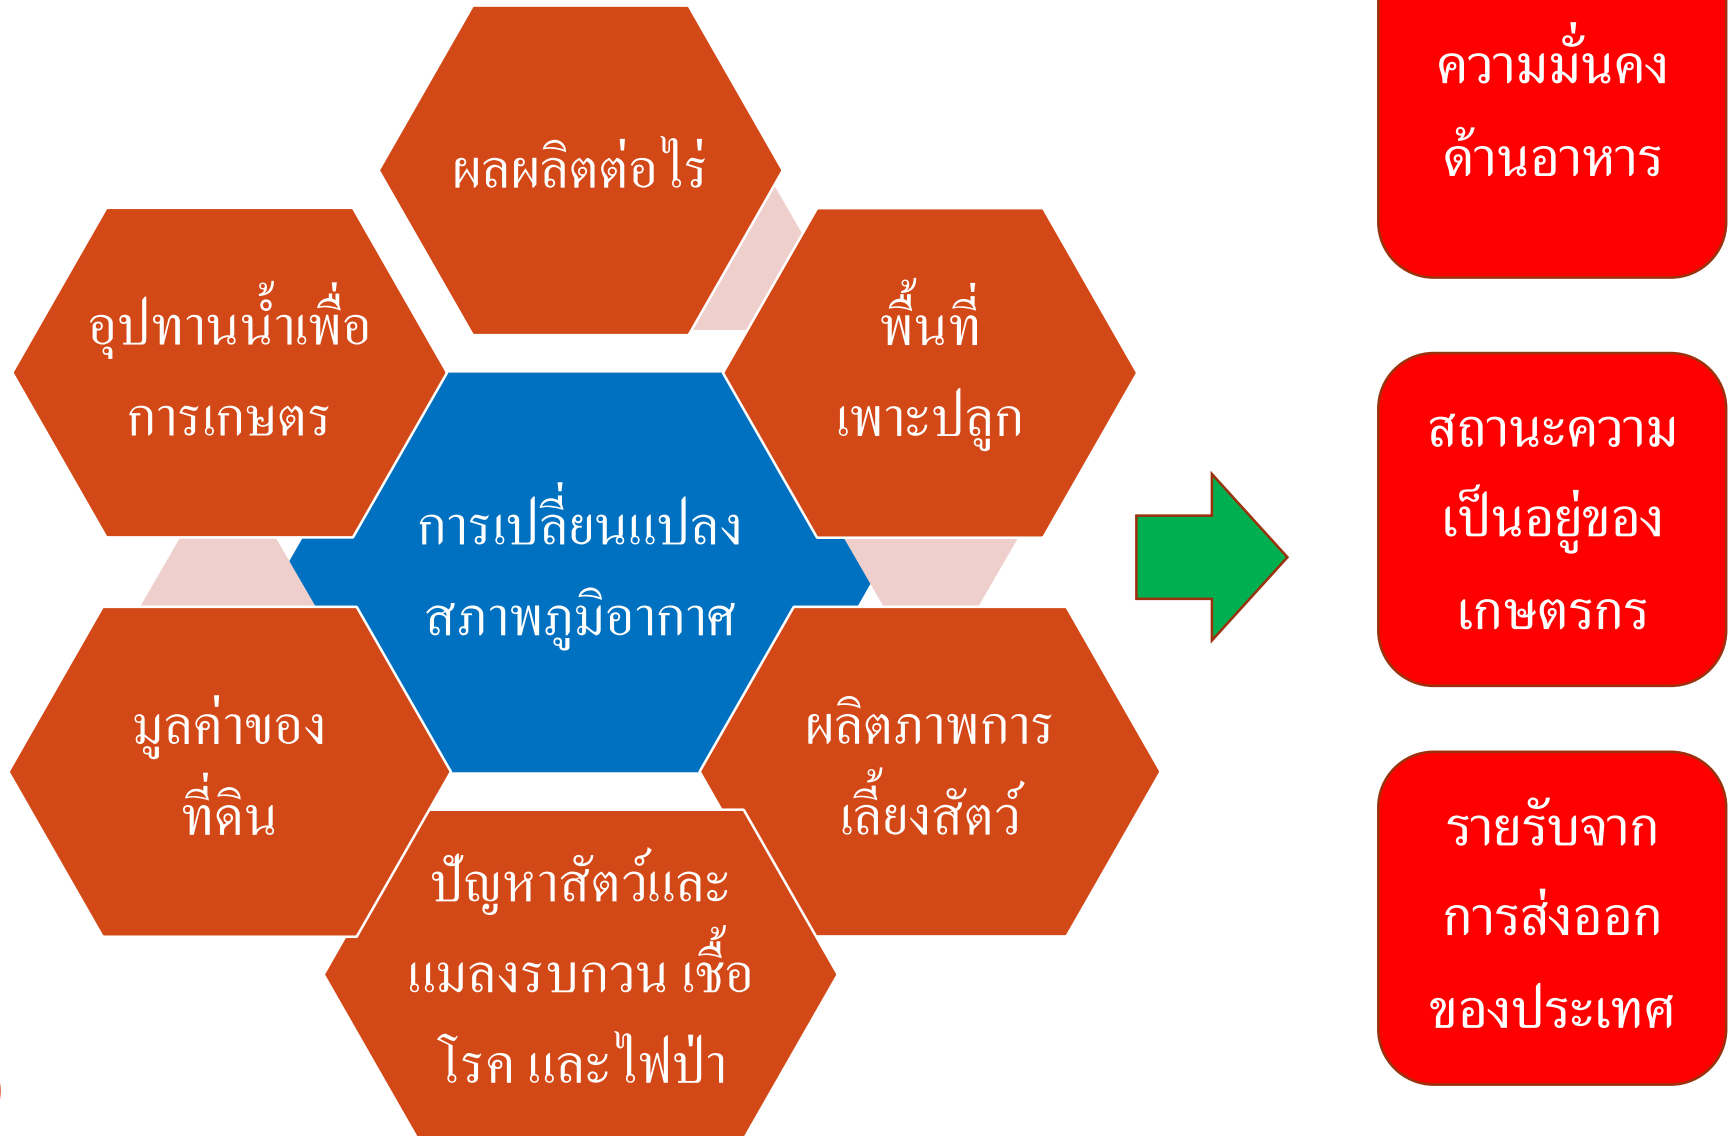 ผลผลิตต่อไร่
อุปทานน้ำเพื่อ
การเกษตร
พื้นที่
เพาะปลูก
การเปลี่ยนแปลง
สภาพภูมิอากาศ
มูลค่าของ
ที่ดิน
ผลิตภาพการ
เลี้ยงสัตว์
ปัญหาสัตว์และ
แมลงรบกวน เชื้อ
โรค และไฟป่า
ความมั่นคง
ด้านอาหาร
สถานะความ
เป็นอยู่ของ
เกษตรกร
รายรับจาก
การส่งออก
ของประเทศ